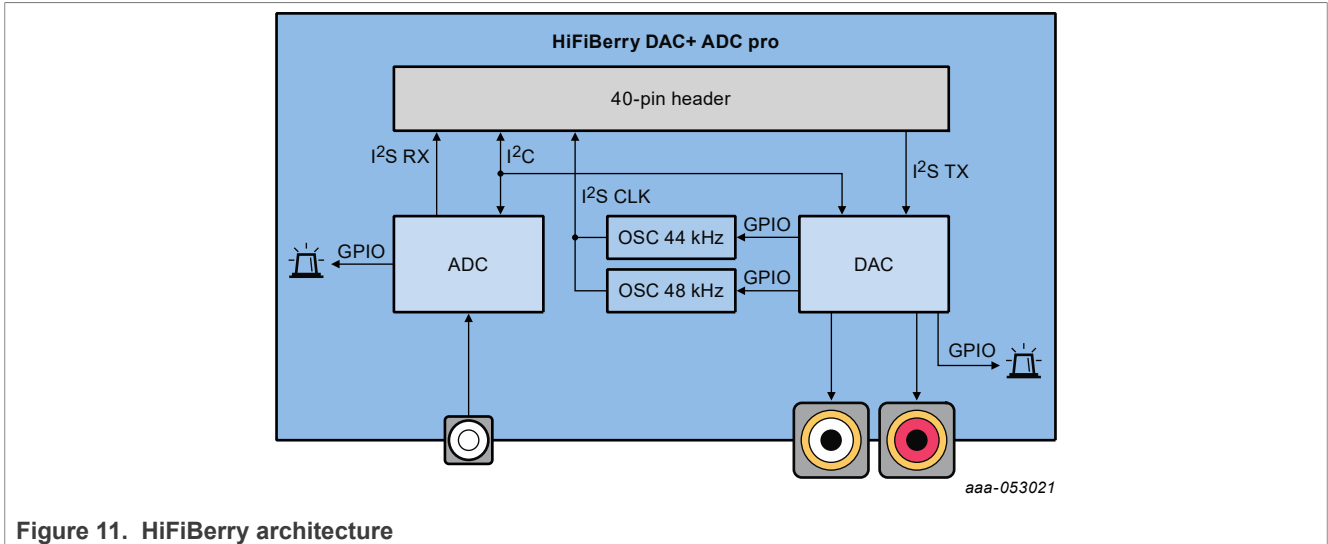 HiFiBerry DAC+ ADC pro
40-pin header
I2S RX
I2C
I2S TX
I2S CLK
GPIO
ADC
OSC 44 kHz
GPIO
DAC
OSC 48 kHz
GPIO
GPIO
aaa-053021
Figure 11. HiFiBerry architecture